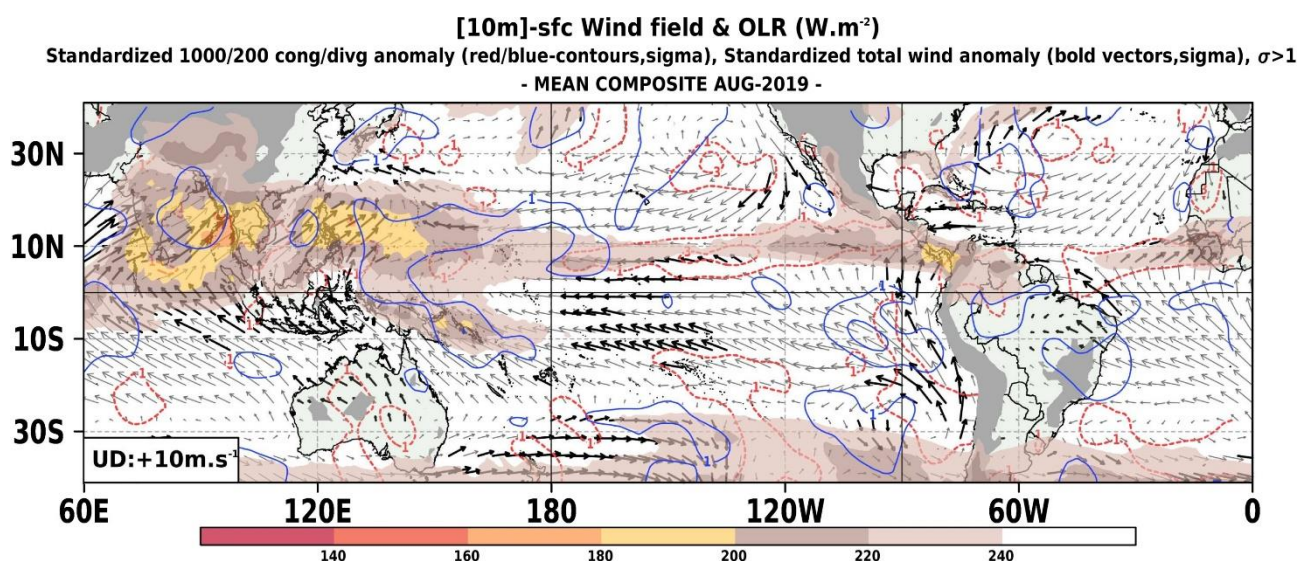 [10m]-sfc Wind field & OLR (W.m⁻²)
Standardized 1000/200 cong/divg anomaly (red/blue-contours,sigma), Standardized total wind anomaly (bold vectors,sigma), σ>1
- MEAN COMPOSITE AUG-2019 -
30N
10N
10S
30S
UD:+10m.s⁻¹
60E 120E 180 120W 60W 0
140 160 180 200 220 240